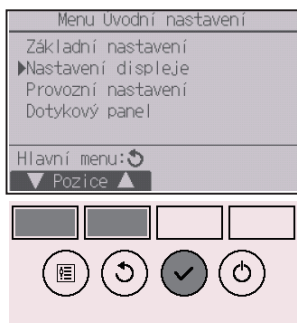 Menu Úvodní nastavení
Základní nastavení
▶Nastavení displeje
Provozní nastavení
Dotykový panel
Hlavní menu:↺
▼ Pozice ▲